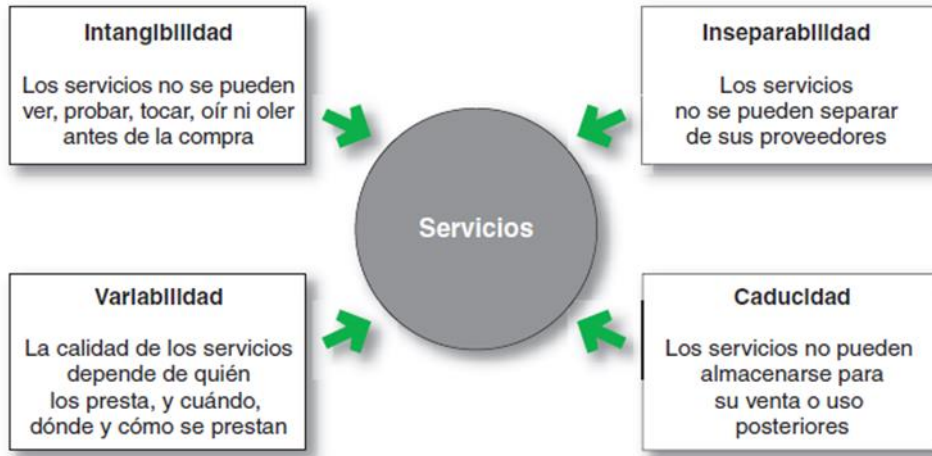 Intangibilidad
Los servicios no se pueden
ver, probar, tocar, oír ni oler
antes de la compra
Inseparabilidad
Los servicios
no se pueden separar
de sus proveedores
Servicios
Variabilidad
La calidad de los servicios
depende de quién
los presta, y cuándo,
dónde y cómo se prestan
Caducidad
Los servicios no pueden
almacenarse para
su venta o uso
posteriores